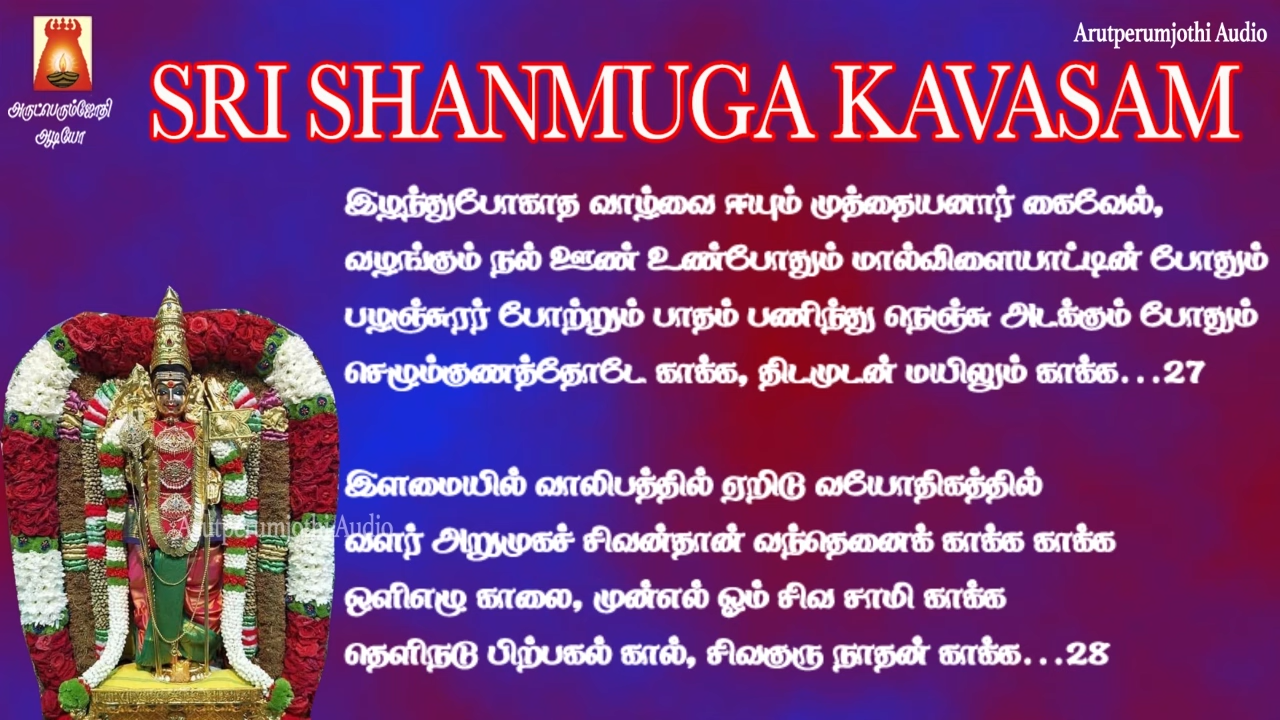 Arutperumjothi Audio
அருட்பெரும்ஜோதி
ஆடியோ
SRI SHANMUGA KAVASAM
இழந்துபோகாத வாழ்வை ஈயும் முத்தையனார் கைவேல்,
வழங்கும் நல் ஊண் உண்போதும் மால்விளையாட்டின் போதும்
பழஞ்சுரர் போற்றும் பாதம் பணிந்து நெஞ்சு அடக்கும் போதும்
செழும்குணத்தோடே காக்க, திடமுடன் மயிலும் காக்க...27
இளமையில் வாலிபத்தில் ஏறிடு வயோதிகத்தில்
வளர் அறுமுகச் சிவன்தான் வந்தெனைக் காக்க காக்க
ஒளிஎழு காலை, முன்எல் ஓம் சிவ சாமி காக்க
தெளிநடு பிற்பகல் கால், சிவகுரு நாதன் காக்க...28
Arutperumjothi Audio